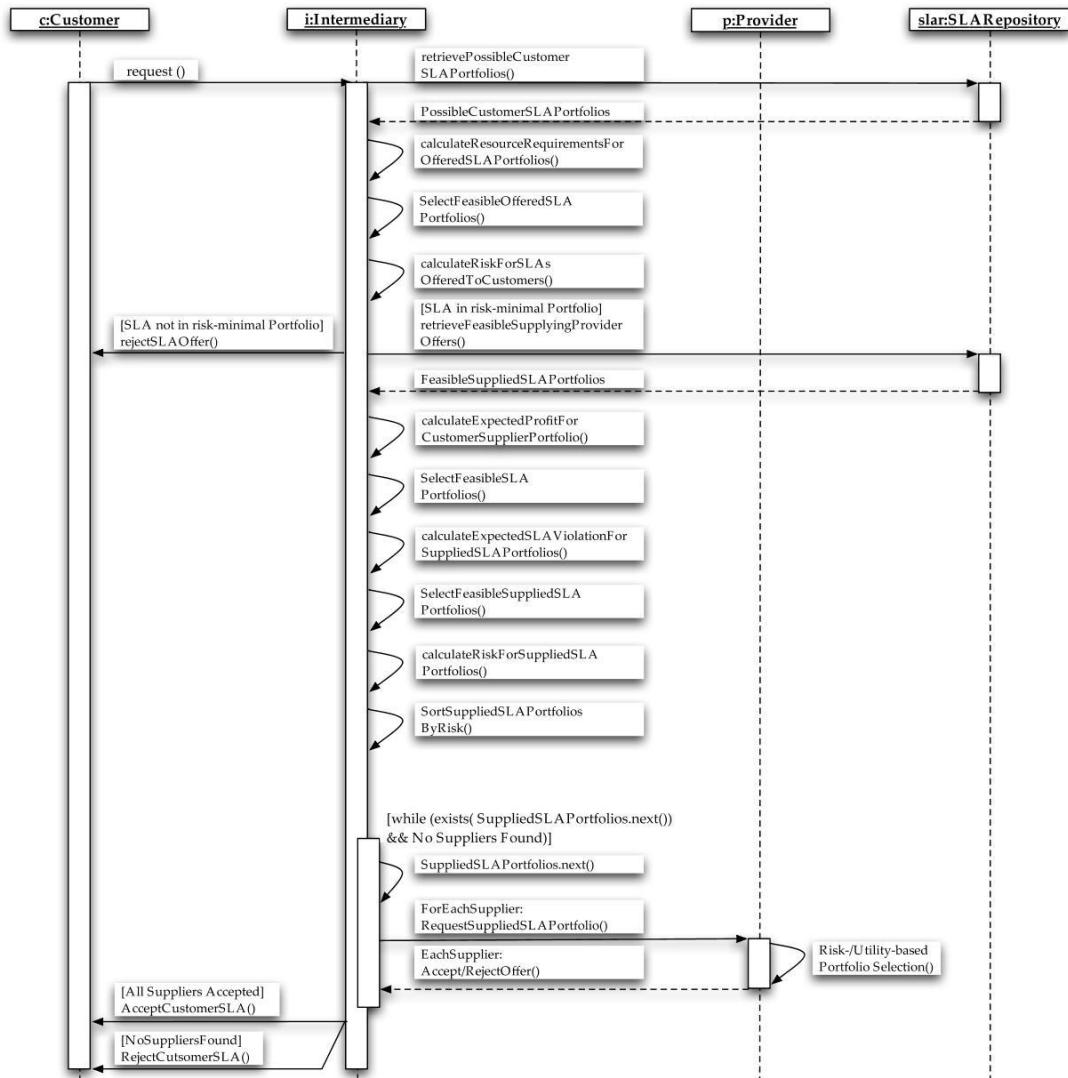 c:Customer
i:Intermediary
p:Provider
slar:SLARepository
request ()
retrievePossibleCustomer
SLAPortfolios()
PossibleCustomerSLAPortfolios
calculateResourceRequirementsFor
OfferedSLAPortfolios()
SelectFeasibleOfferedSLA
Portfolios()
calculateRiskForSLAs
OfferedToCustomers()
[SLA not in risk-minimal Portfolio]
rejectSLAOffer()
[SLA in risk-minimal Portfolio]
retrieveFeasibleSupplyingProvider
Offers()
FeasibleSuppliedSLAPortfolios
calculateExpectedProfitFor
CustomerSupplierPortfolio()
SelectFeasibleSLA
Portfolios()
calculateExpectedSLAViolationFor
SuppliedSLAPortfolios()
SelectFeasibleSuppliedSLA
Portfolios()
calculateRiskForSuppliedSLA
Portfolios()
SortSuppliedSLAPortfolios
ByRisk()
[while (exists( SuppliedSLAPortfolios.next())
&& No Suppliers Found)]
SuppliedSLAPortfolios.next()
ForEachSupplier:
RequestSuppliedSLAPortfolio()
EachSupplier:
Accept/RejectOffer()
Risk-/Utility-based
Portfolio Selection()
[All Suppliers Accepted]
AcceptCustomerSLA()
[NoSuppliersFound]
RejectCutsomerSLA()